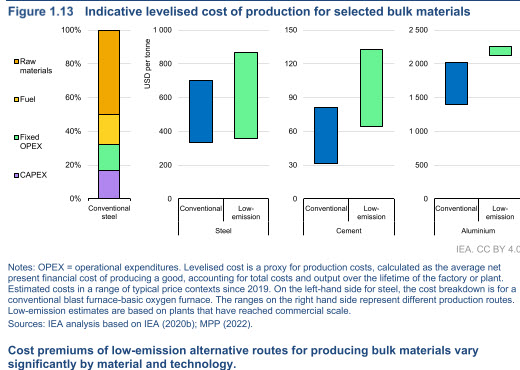 Figure 1.13 Indicative levelised cost of production for selected bulk materials
100%
80%
60%
40%
20%
0%
Raw materials
Fuel
Fixed OPEX
CAPEX
Conventional steel
USD per tonne
1 000
800
600
400
200
0
Conventional
Low-emission
Steel
150
120
90
60
30
0
Conventional
Low-emission
Cement
2 500
2 000
1 500
1 000
500
0
Conventional
Low-emission
Aluminium
IEA. CC BY 4.0
Notes: OPEX = operational expenditures. Levelised cost is a proxy for production costs, calculated as the average net
present financial cost of producing a good, accounting for total costs and output over the lifetime of the factory or plant.
Estimated costs in a range of typical price contexts since 2019. On the left-hand side for steel, the cost breakdown is for a
conventional blast furnace-basic oxygen furnace. The ranges on the right hand side represent different production routes.
Low-emission estimates are based on plants that have reached commercial scale.
Sources: IEA analysis based on IEA (2020b); MPP (2022).
Cost premiums of low-emission alternative routes for producing bulk materials vary
significantly by material and technology.